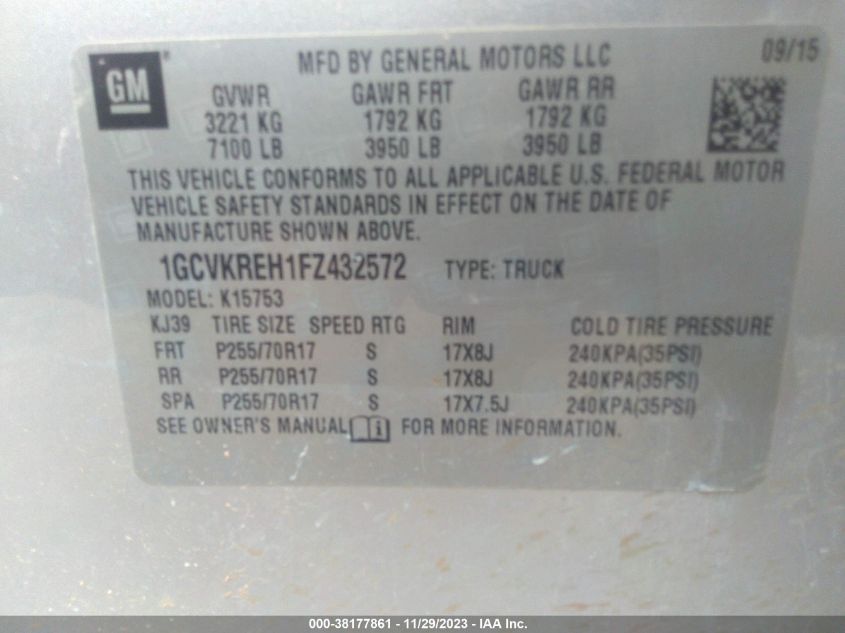 GM
MFD BY GENERAL MOTORS LLC 09/15
GVWR GAWR FRT GAWR RR
3221 KG 1792 KG 1792 KG
7100 LB 3950 LB 3950 LB
THIS VEHICLE CONFORMS TO ALL APPLICABLE U.S. FEDERAL MOTOR
VEHICLE SAFETY STANDARDS IN EFFECT ON THE DATE OF
MANUFACTURE SHOWN ABOVE.
1GCVKREH1FZ432572 TYPE: TRUCK
MODEL: K15753
KJ39 TIRE SIZE SPEED RTG RIM COLD TIRE PRESSURE
FRT P255/70R17 S 17X8J 240KPA(35PSI)
RR P255/70R17 S 17X8J 240KPA(35PSI)
SPA P255/70R17 S 17X7.5J 240KPA(35PSI)
SEE OWNER'S MANUAL FOR MORE INFORMATION.
000-38177861 - 11/29/2023 - IAA Inc.